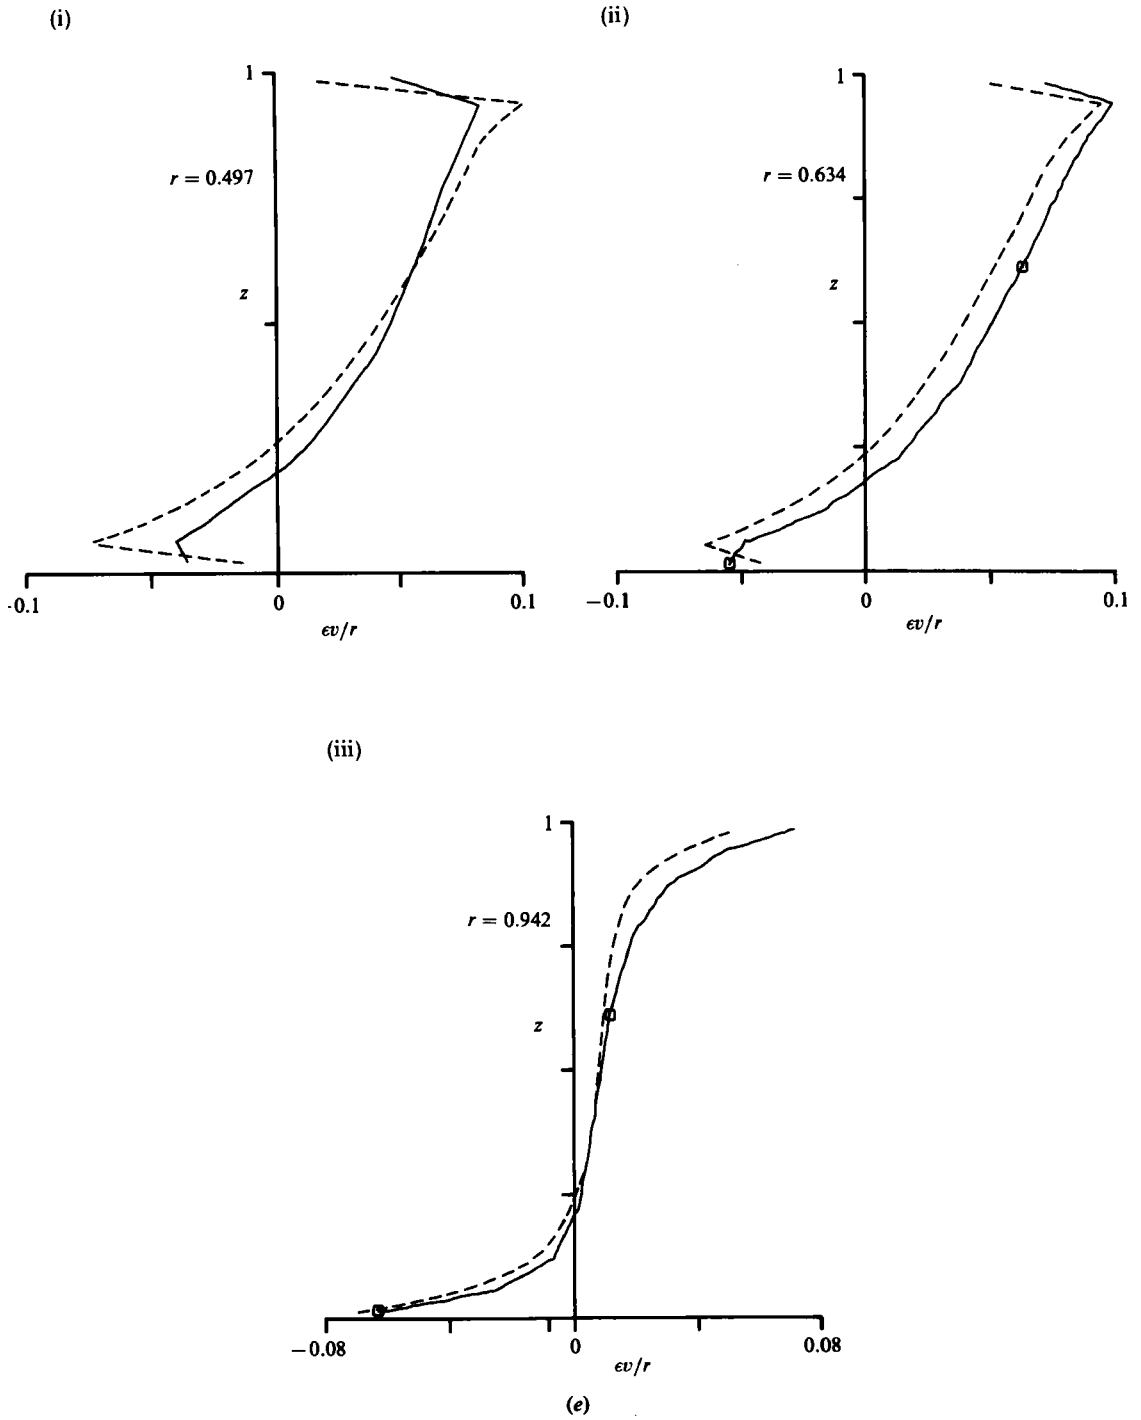 (i)
1
r = 0.497
z
-0.1
0
0.1
ϵv/r
(ii)
1
r = 0.634
z
−0.1
0
0.1
ϵv/r
(iii)
1
r = 0.942
z
−0.08
0
0.08
ϵv/r
(e)